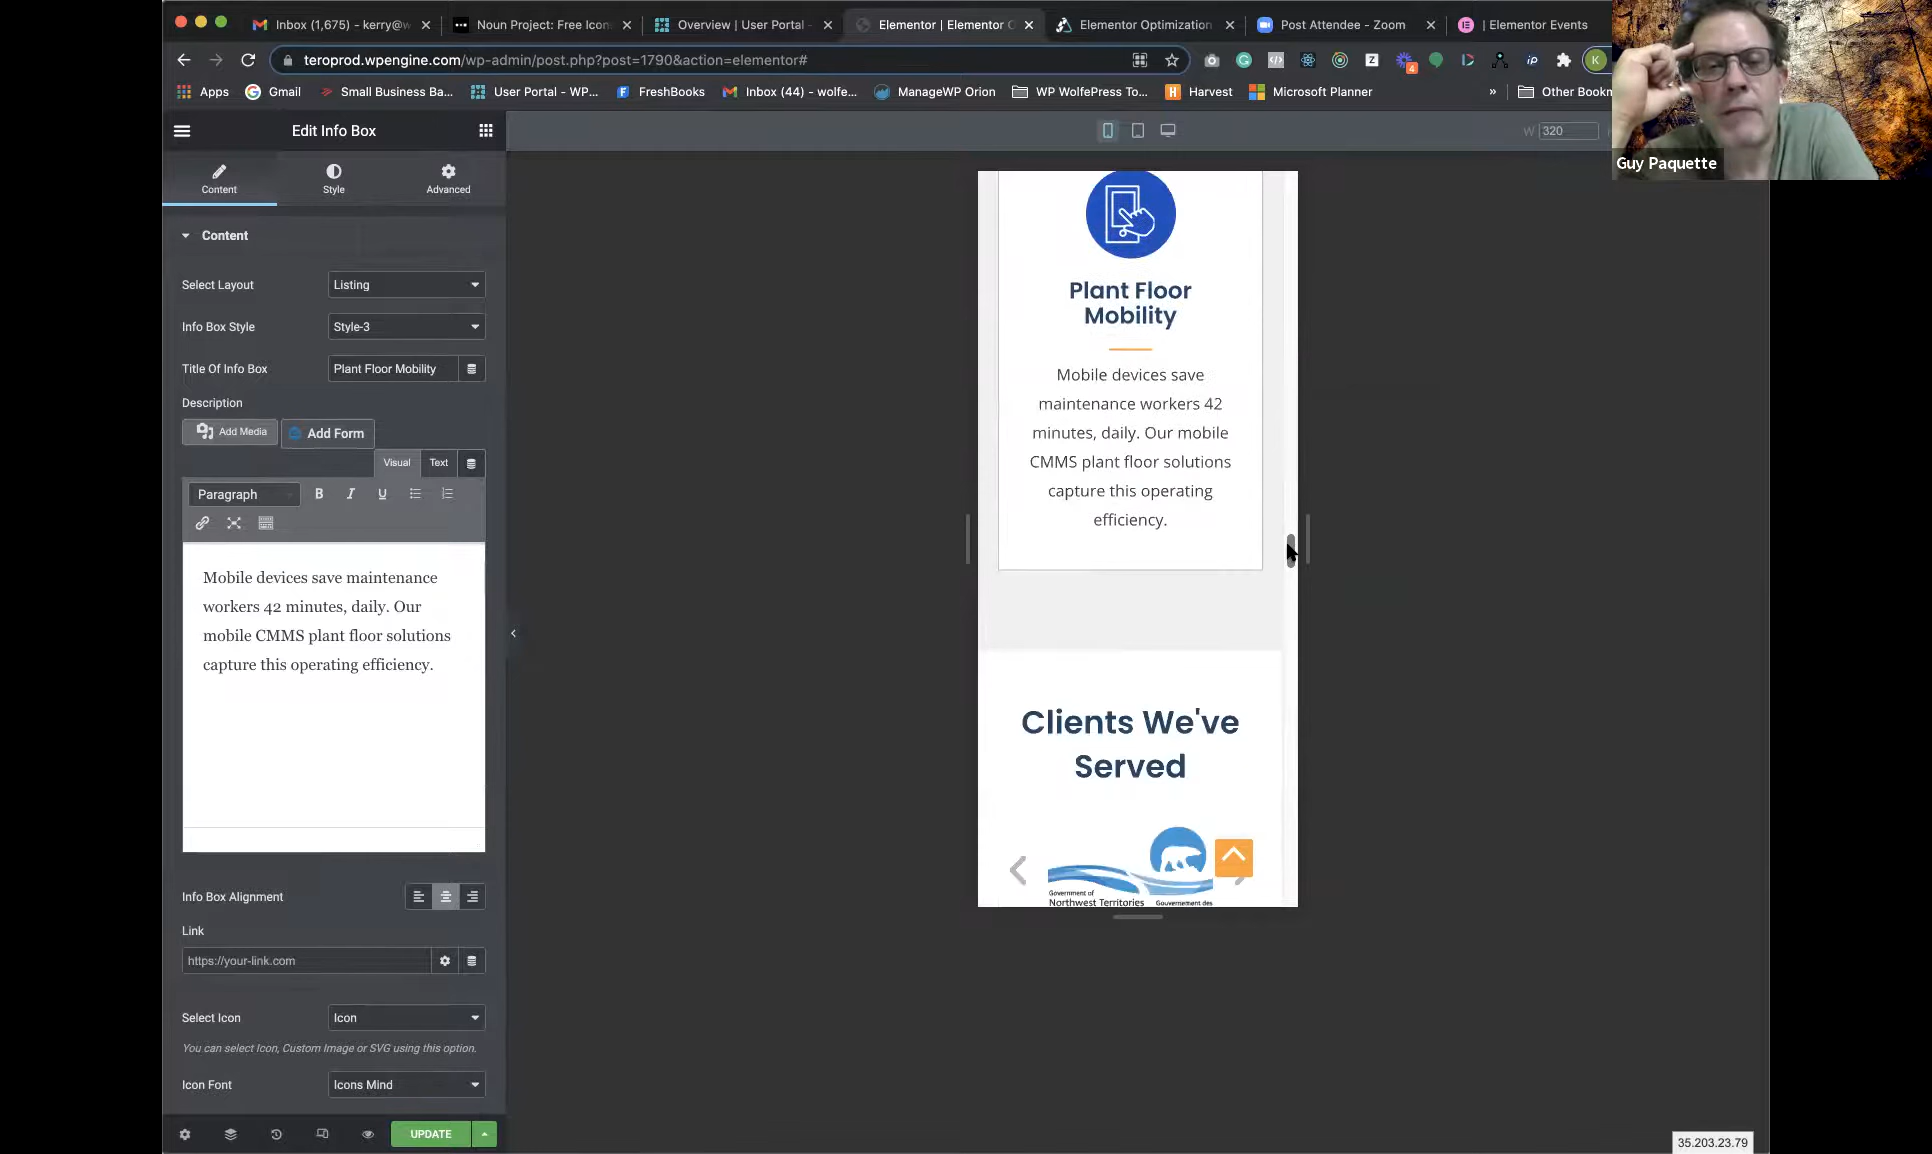 Inbox (1,675) - kerry@w
Noun Project: Free Icon
Overview | User Portal -
Elementor | Elementor
Elementor Optimization
Post Attendee - Zoom
| Elementor Events
teroprod.wpengine.com/wp-admin/post.php?post=1790&action=elementor#
4
K
Apps
Gmail
Small Business Ba...
User Portal - WP...
FreshBooks
Inbox (44) - wolfe...
ManageWP Orion
WP WolfePress To...
Harvest
Microsoft Planner
»
Other Bookm
Guy Paquette
Edit Info Box
W 320
Content
Style
Advanced
Content
Select Layout
Listing
Info Box Style
Style-3
Title Of Info Box
Plant Floor Mobility
Description
Add Media
Add Form
Visual
Text
Paragraph
B
I
U
Mobile devices save maintenance
workers 42 minutes, daily. Our
mobile CMMS plant floor solutions
capture this operating efficiency.
Info Box Alignment
Link
https://your-link.com
Select Icon
Icon
You can select Icon, Custom Image or SVG using this option.
Icon Font
Icons Mind
UPDATE
Plant Floor
Mobility
Mobile devices save
maintenance workers 42
minutes, daily. Our mobile
CMMS plant floor solutions
capture this operating
efficiency.
Clients We've
Served
Government of
Northwest Territories
Gouvernement des
35.203.23.79